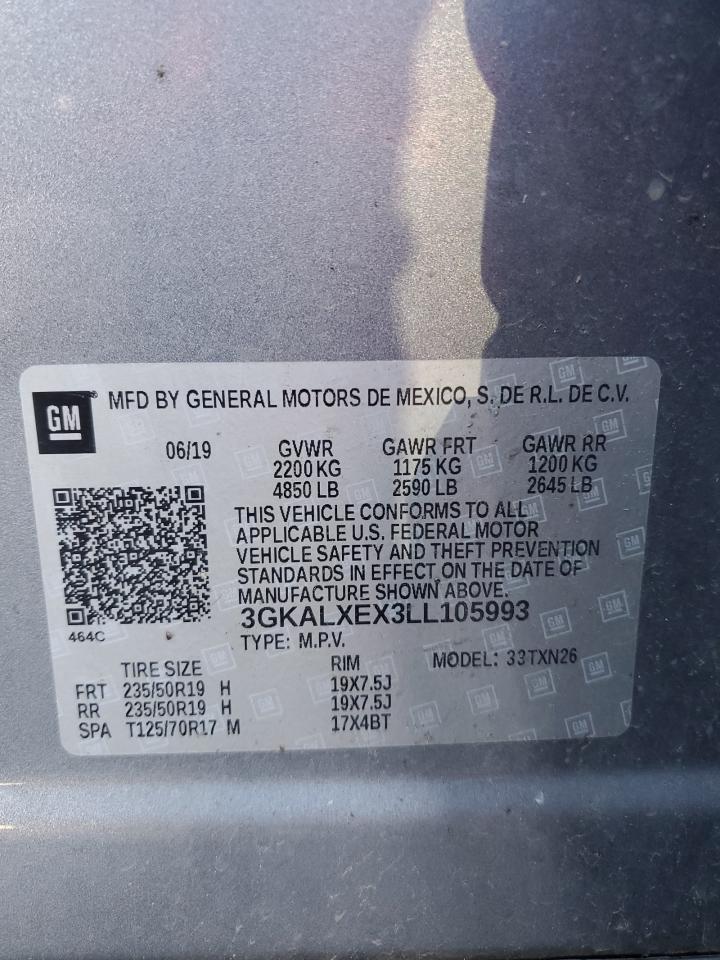 GM
MFD BY GENERAL MOTORS DE MEXICO, S. DE R.L. DE C.V.
06/19 GVWR GAWR FRT GAWR RR
2200 KG 1175 KG 1200 KG
4850 LB 2590 LB 2645 LB
THIS VEHICLE CONFORMS TO ALL
APPLICABLE U.S. FEDERAL MOTOR
VEHICLE SAFETY AND THEFT PREVENTION
STANDARDS IN EFFECT ON THE DATE OF
MANUFACTURE SHOWN ABOVE.
3GKALXEX3LL105993
464C
TYPE: M.P.V.
TIRE SIZE RIM MODEL: 33TXN26
FRT 235/50R19 H 19X7.5J
RR 235/50R19 H 19X7.5J
SPA T125/70R17 M 17X4BT